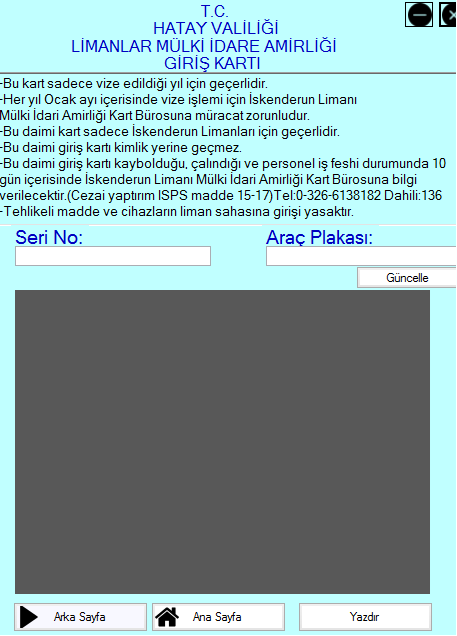 T.C.
HATAY VALİLİĞİ
LİMANLAR MÜLKİ İDARE AMİRLİĞİ
GİRİŞ KARTI
-Bu kart sadece vize edildiği yıl için geçerlidir.
-Her yıl Ocak ayı içerisinde vize işlemi için İskenderun Limanı
Mülki İdari Amirliği Kart Bürosuna müracat zorunludur.
-Bu daimi kart sadece İskenderun Limanları için geçerlidir.
-Bu daimi giriş kartı kimlik yerine geçmez.
-Bu daimi giriş kartı kaybolduğu, çalındığı ve personel iş feshi durumunda 10
gün içerisinde İskenderun Limanı Mülki İdari Amirliği Kart Bürosuna bilgi
verilecektir.(Cezai yaptırım ISPS madde 15-17)Tel:0-326-6138182 Dahili:136
-Tehlikeli madde ve cihazların liman sahasına girişi yasaktır.
Seri No: Araç Plakası:
Güncelle
Arka Sayfa Ana Sayfa Yazdır